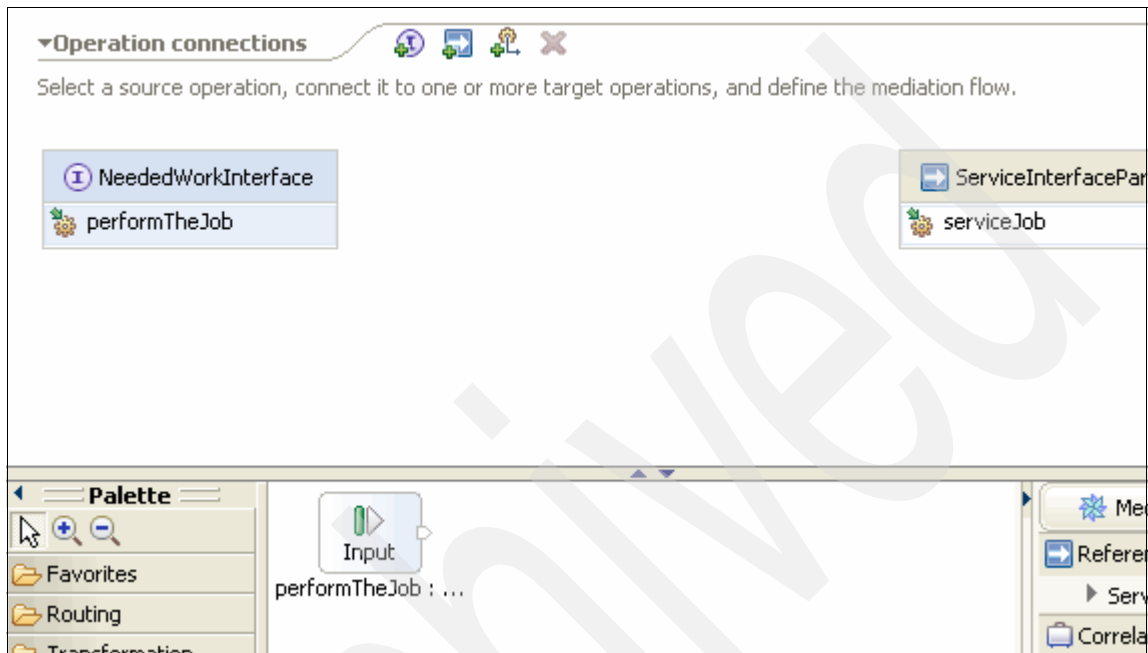 Operation connections
Select a source operation, connect it to one or more target operations, and define the mediation flow.
NeededWorkInterface
performTheJob
ServiceInterfacePar
serviceJob
Palette
Favorites
Routing
Transformation
Input
performTheJob : ...
Me
Referen
Serv
Correla